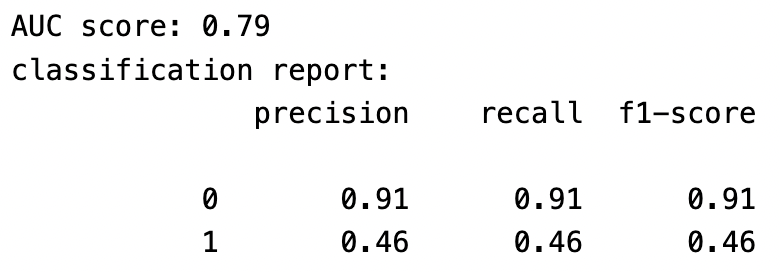 AUC score: 0.79
classification report:
precision recall f1-score
0 0.91 0.91 0.91
1 0.46 0.46 0.46